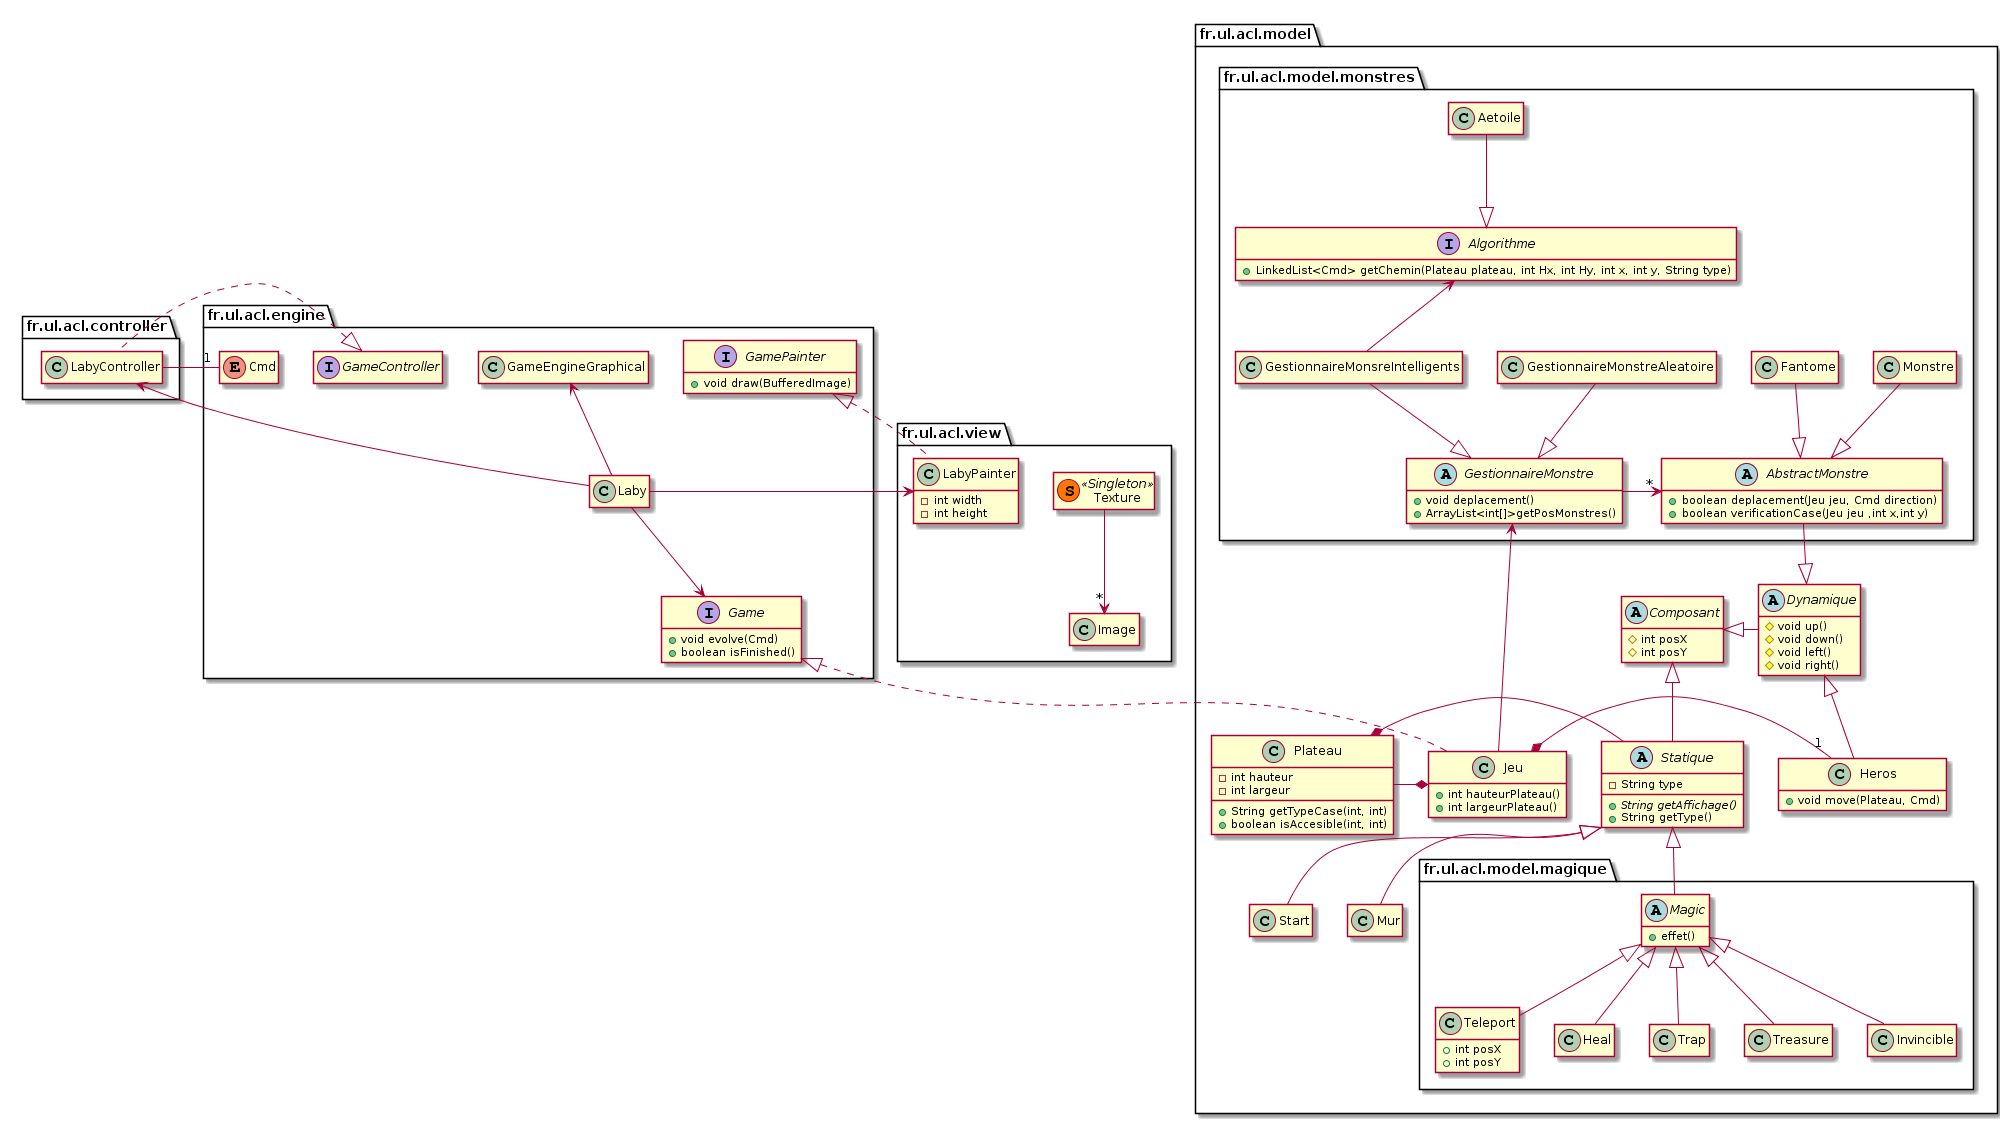 fr.ul.acl.model
fr.ul.acl.model.monstres
C Aetoile
I Algorithme
LinkedList<Cmd> getChemin(Plateau plateau, int Hx, int Hy, int x, int y, String type)
C GestionnaireMonsreIntelligents
C GestionnaireMonstreAleatoire
C Fantome
C Monstre
A GestionnaireMonstre
void deplacement()
ArrayList<int[]>getPosMonstres()
*
A AbstractMonstre
boolean deplacement(Jeu jeu, Cmd direction)
boolean verificationCase(Jeu jeu ,int x,int y)
fr.ul.acl.controller
C LabyController
1
fr.ul.acl.engine
E Cmd
I GameController
C GameEngineGraphical
I GamePainter
void draw(BufferedImage)
C Laby
I Game
void evolve(Cmd)
boolean isFinished()
fr.ul.acl.view
C LabyPainter
int width
int height
S «Singleton»
Texture
*
C Image
A Composant
int posX
int posY
A Dynamique
void up()
void down()
void left()
void right()
C Plateau
int hauteur
int largeur
String getTypeCase(int, int)
boolean isAccesible(int, int)
C Jeu
int hauteurPlateau()
int largeurPlateau()
A Statique
String type
String getAffichage()
String getType()
1
C Heros
void move(Plateau, Cmd)
C Start
C Mur
fr.ul.acl.model.magique
A Magic
effet()
C Teleport
int posX
int posY
C Heal
C Trap
C Treasure
C Invincible